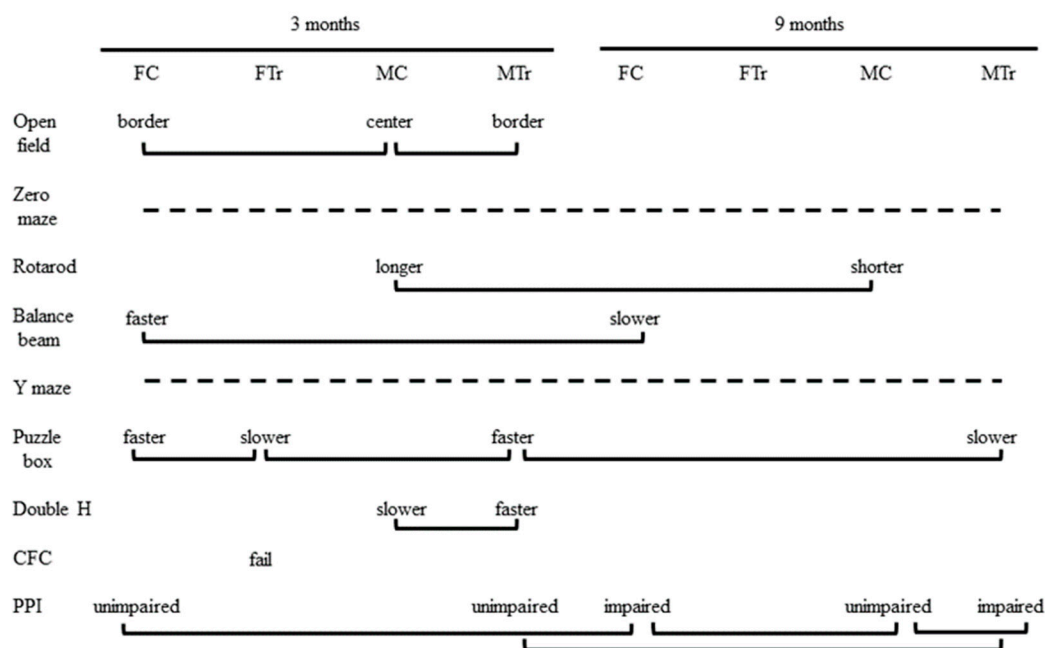 3 months 9 months
FC FTr MC MTr FC FTr MC MTr
Open
field
border center border
Zero
maze
Rotarod longer shorter
Balance
beam
faster slower
Y maze
Puzzle
box
faster slower faster slower
Double H slower faster
CFC fail
PPI unimpaired unimpaired impaired unimpaired impaired